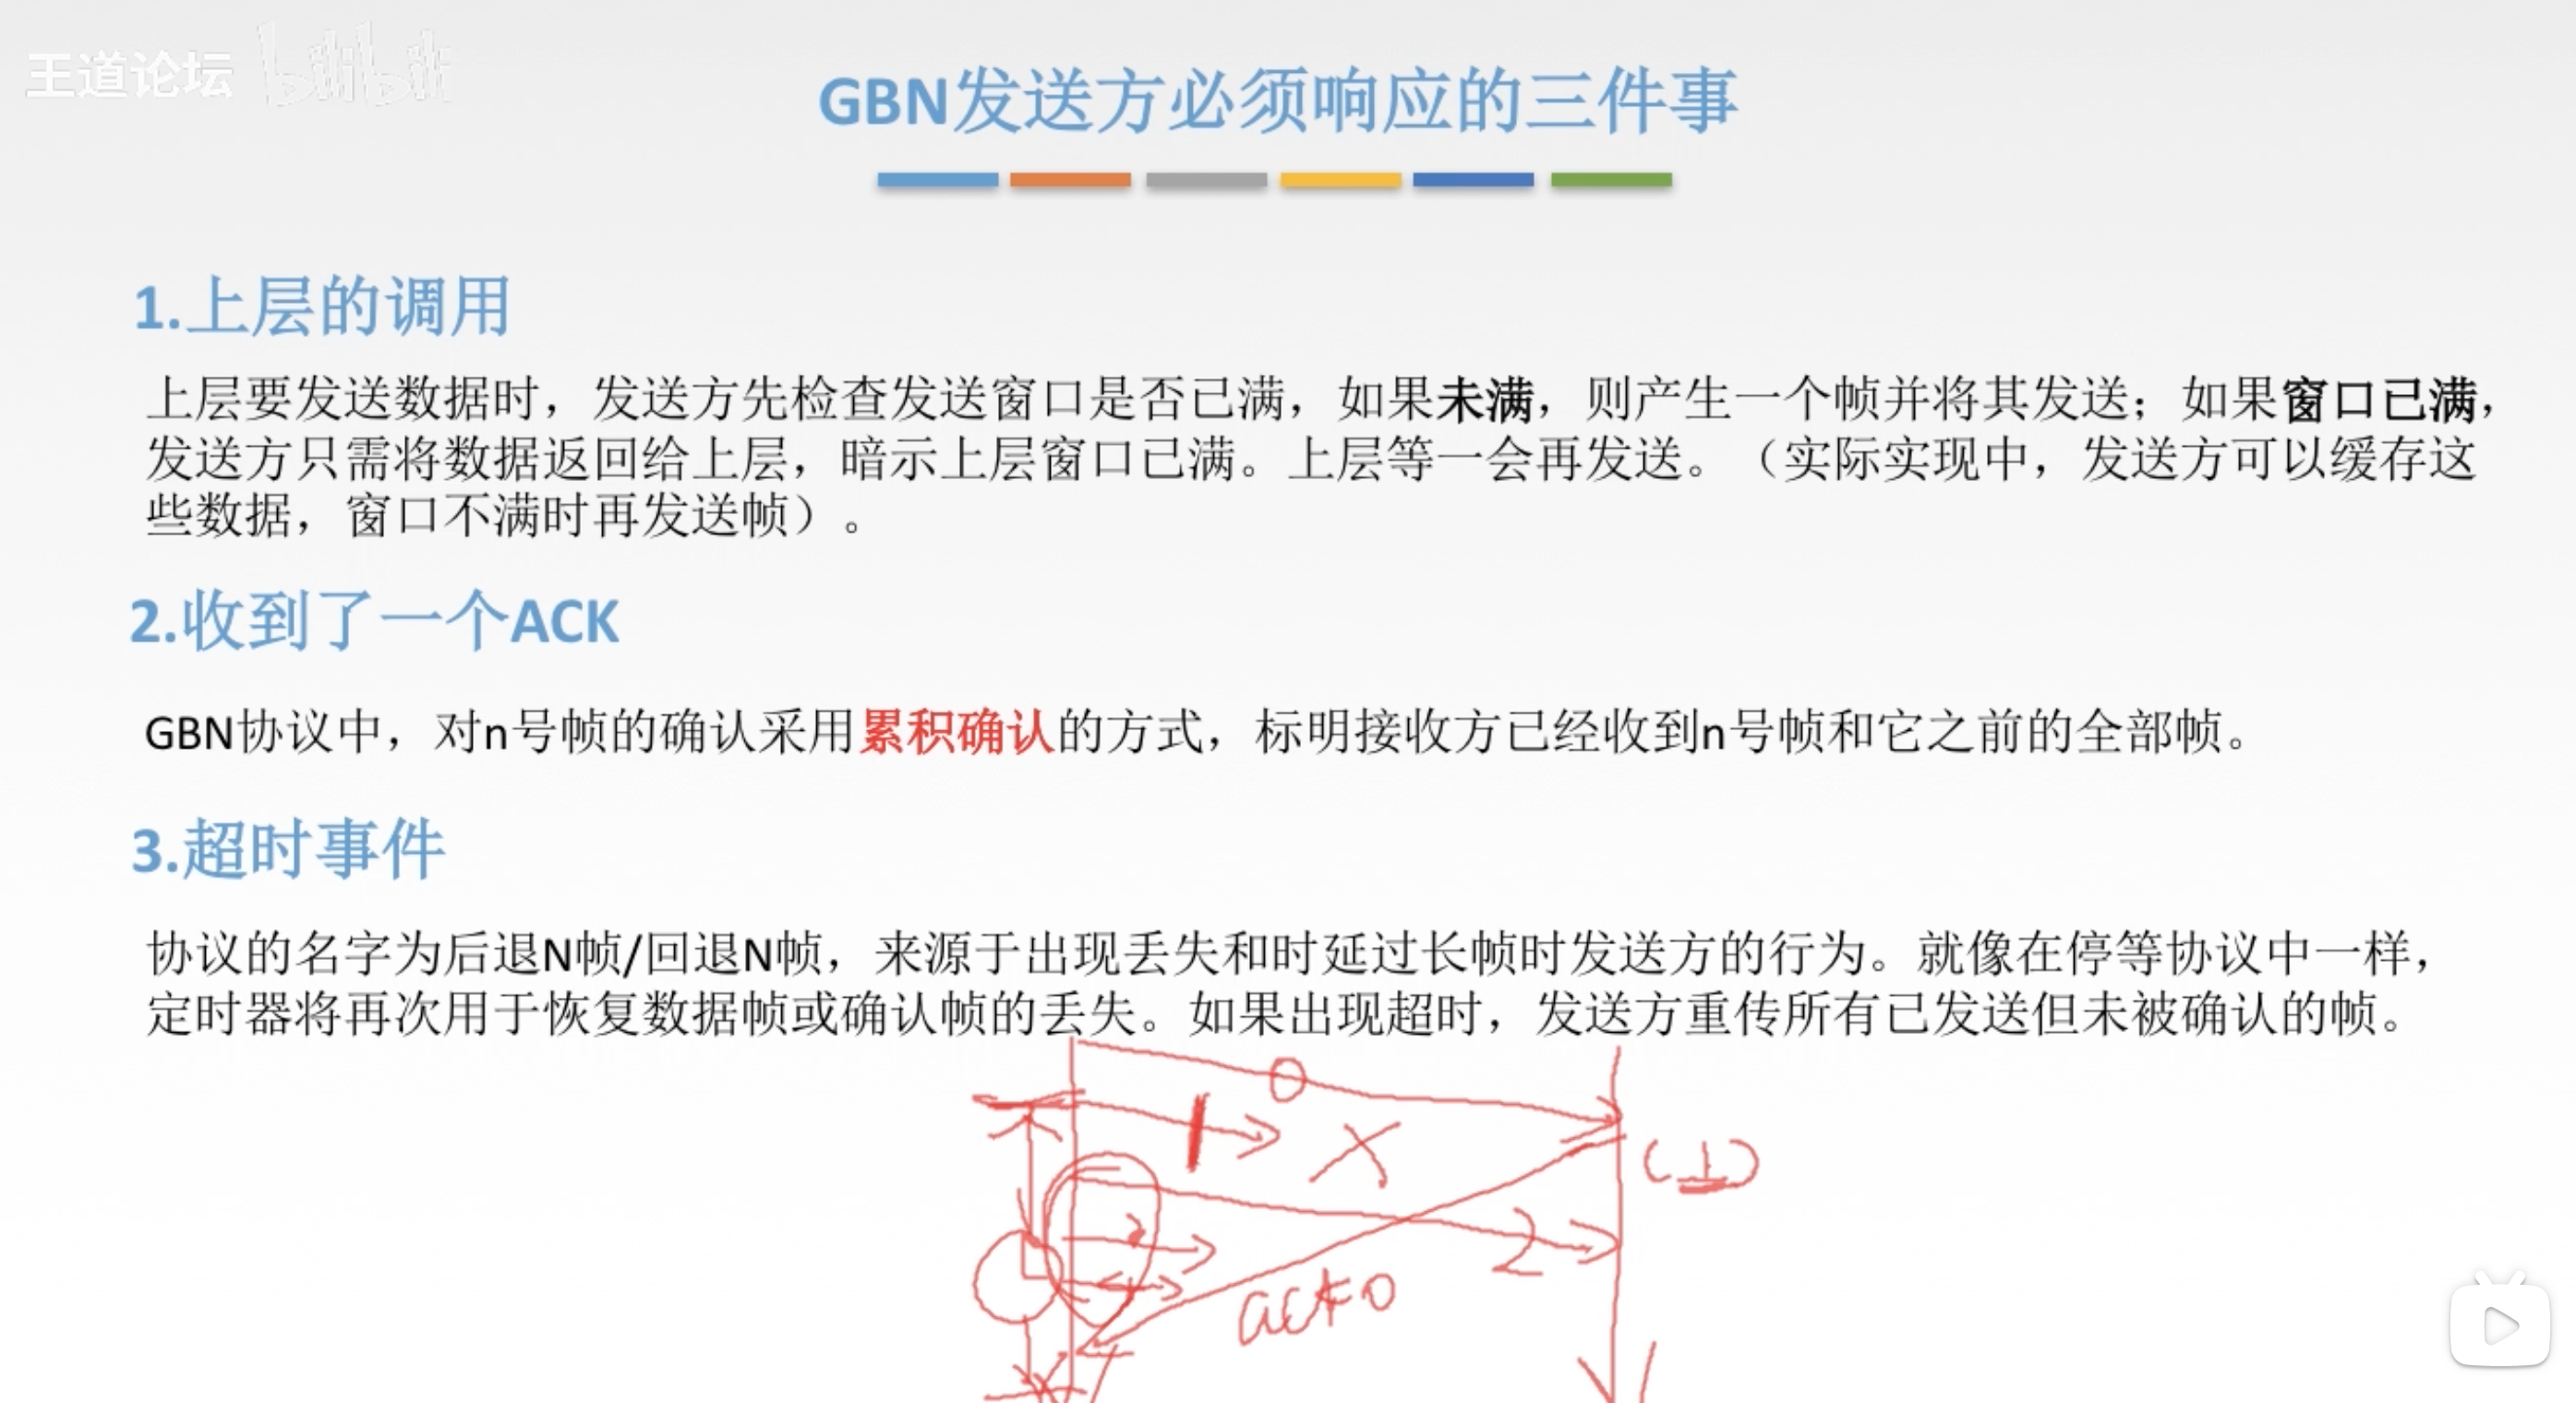 王道论坛 bilibili
GBN发送方必须响应的三件事
1.上层的调用
上层要发送数据时，发送方先检查发送窗口是否已满，如果未满，则产生一个帧并将其发送；如果窗口已满，
发送方只需将数据返回给上层，暗示上层窗口已满。上层等一会再发送。（实际实现中，发送方可以缓存这
些数据，窗口不满时再发送帧）。
2.收到了一个ACK
GBN协议中，对n号帧的确认采用累积确认的方式，标明接收方已经收到n号帧和它之前的全部帧。
3.超时事件
协议的名字为后退N帧/回退N帧，来源于出现丢失和时延过长帧时发送方的行为。就像在停等协议中一样，
定时器将再次用于恢复数据帧或确认帧的丢失。如果出现超时，发送方重传所有已发送但未被确认的帧。
0
1
(1)
2
ack0